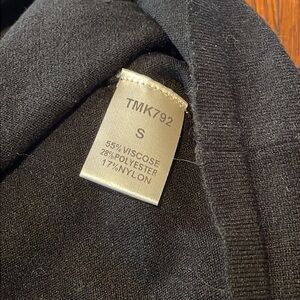 TMK792
S
55%VISCOSE
28%POLYESTER
17%NYLON